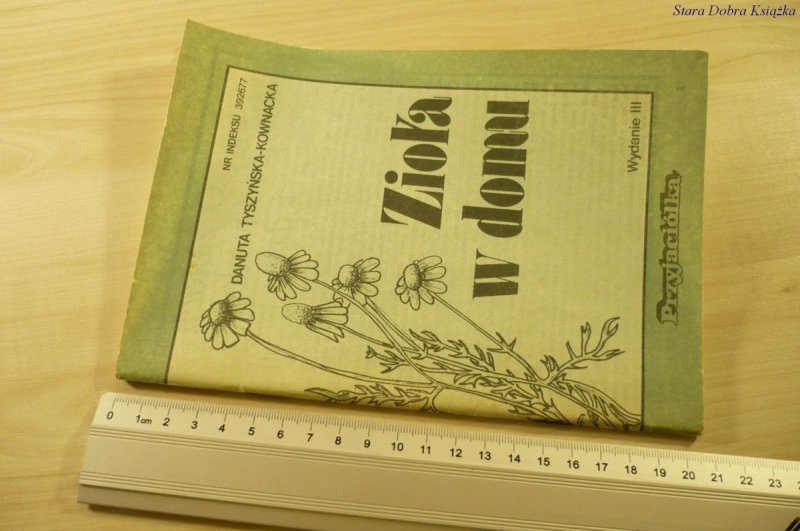 Stara Dobra Książka
NR INDEKSU 392677
DANUTA TYSZYŃSKA-KOWNACKA
Zioła
w domu
Wydanie III
Przyjaciółka
0 1cm 2 3 4 5 6 7 8 9 10 11 12 13 14 15 16 17 18 19 20 21 22 23